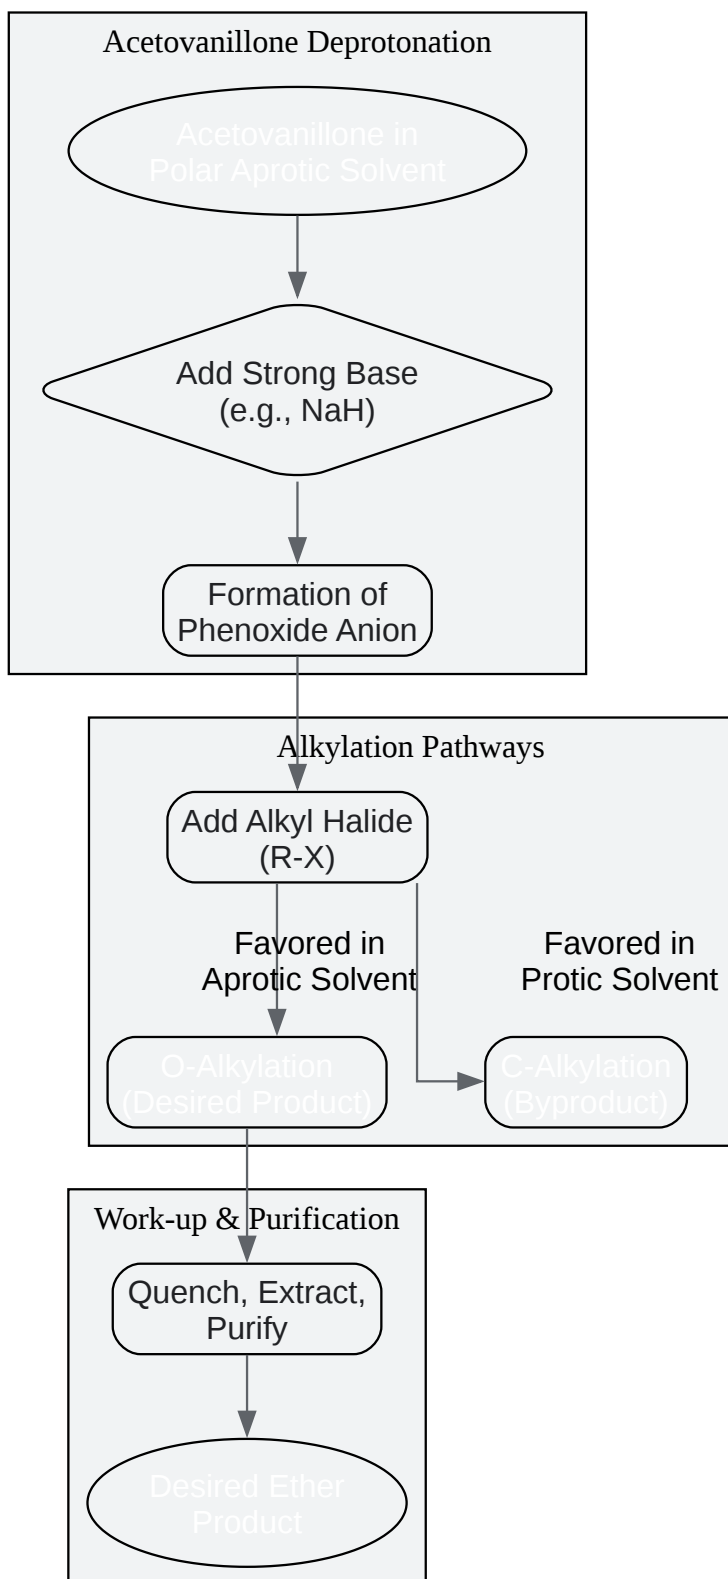 Acetovanillone Deprotonation
Acetovanillone in
Polar Aprotic Solvent
Add Strong Base
(e.g., NaH)
Formation of
Phenoxide Anion
Alkylation Pathways
Add Alkyl Halide
(R-X)
Favored in
Aprotic Solvent
Favored in
Protic Solvent
O-Alkylation
(Desired Product)
C-Alkylation
(Byproduct)
Work-up & Purification
Quench, Extract,
Purify
Desired Ether
Product